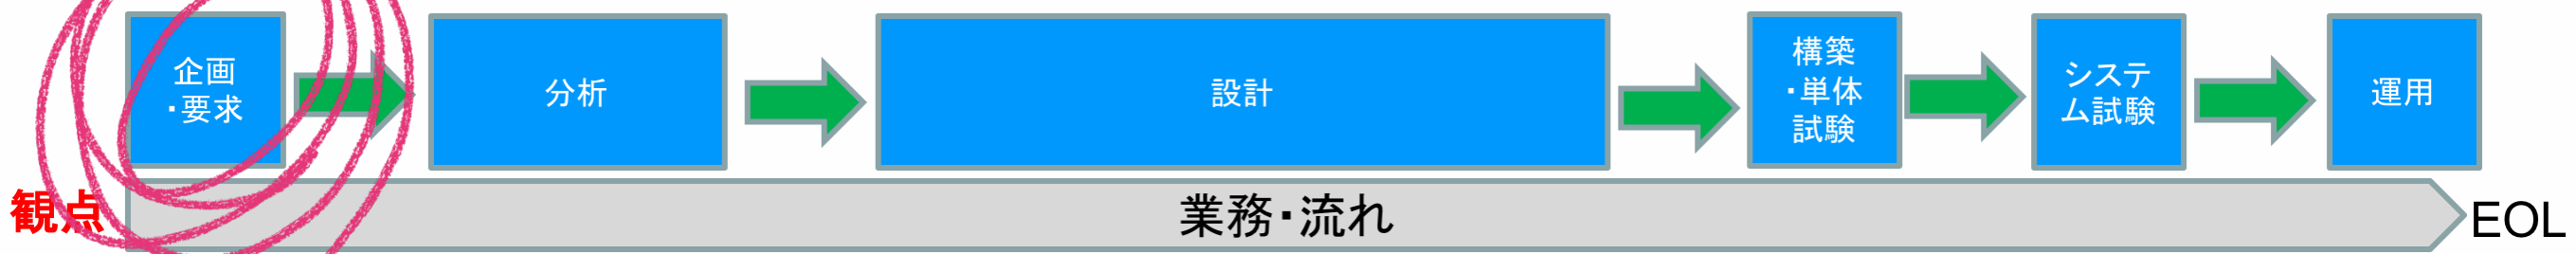 企画
・要求
分析
設計
構築
・単体
試験
システ
ム試験
運用
観点
業務・流れ
EOL